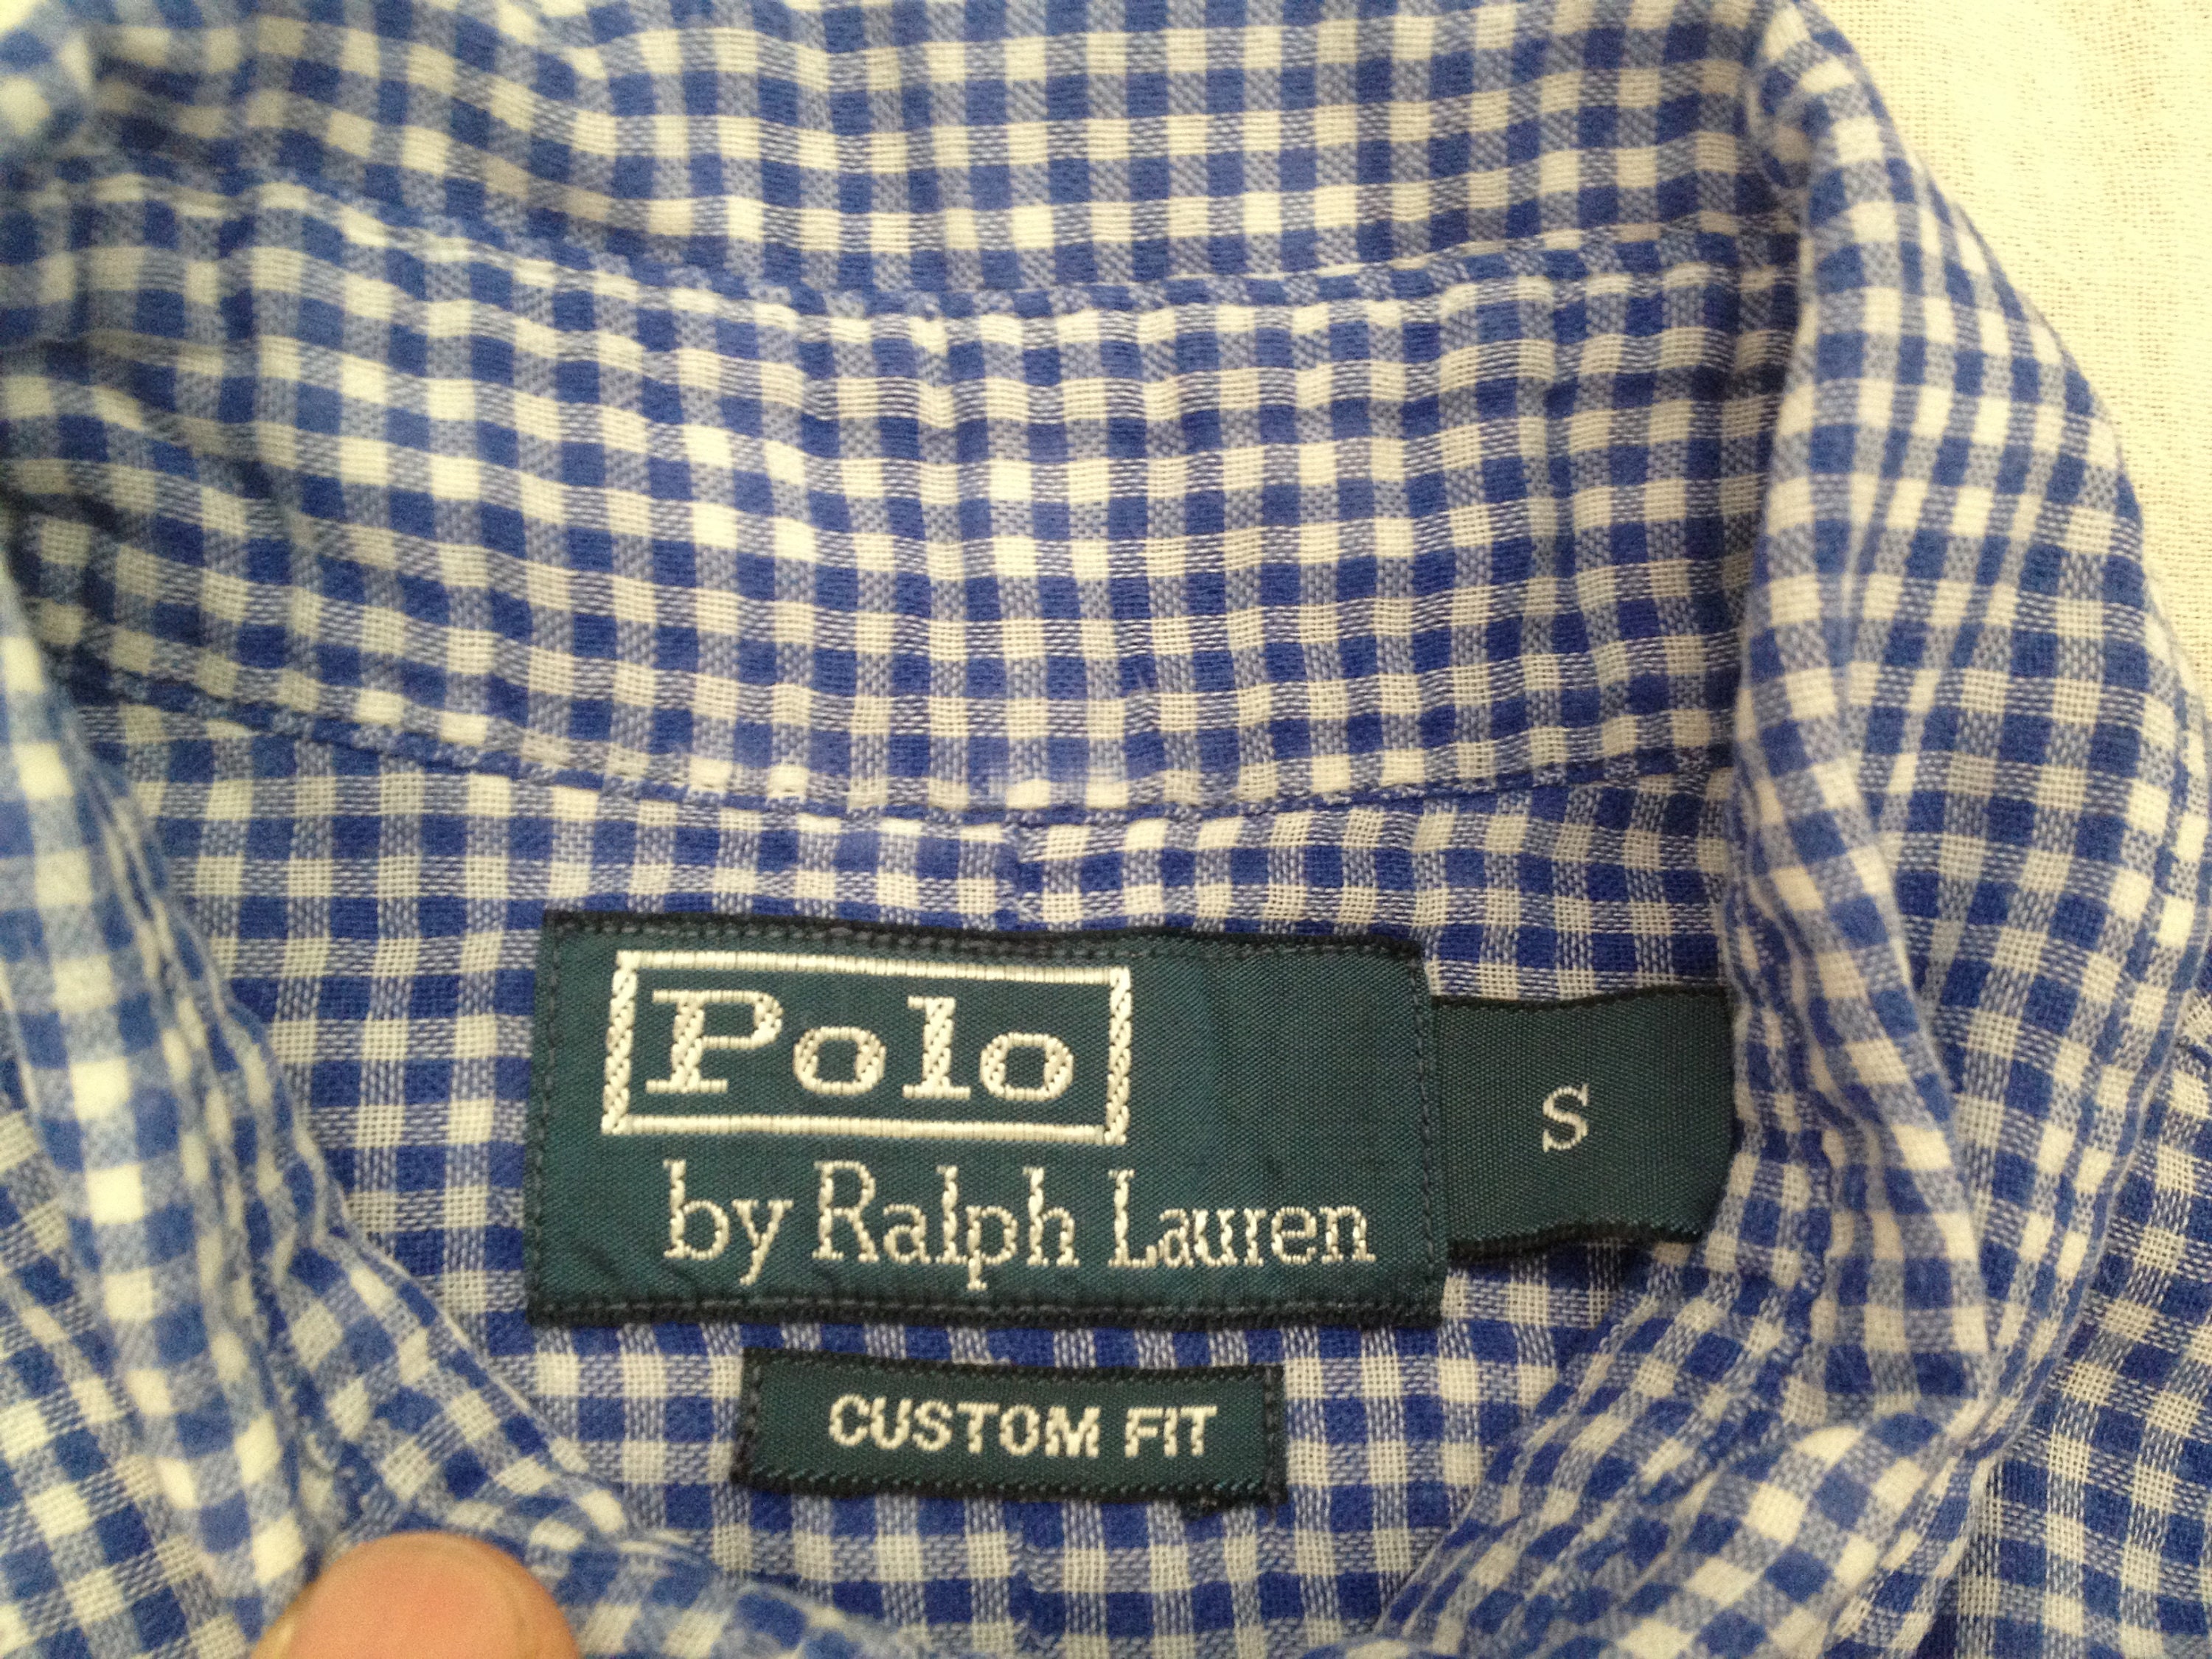 Polo
by Ralph Lauren
S
CUSTOM FIT